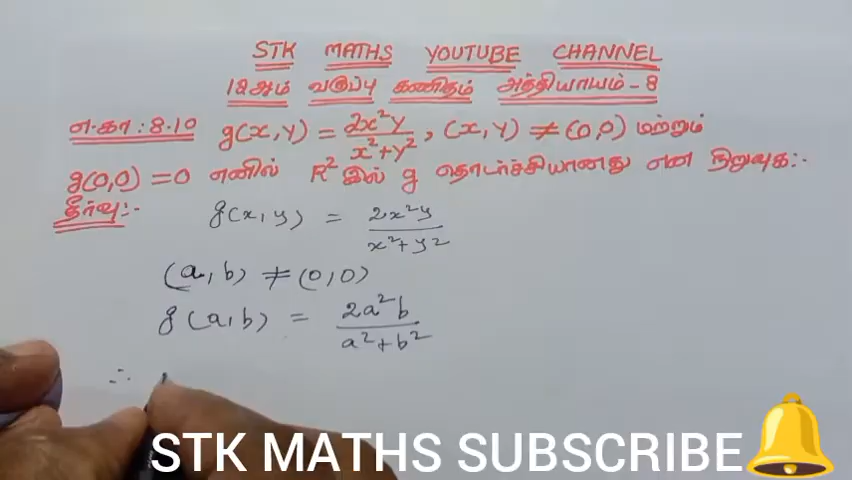 STK MATHS YOUTUBE CHANNEL
12ஆம் வகுப்பு கணிதம் அத்தியாயம் - 8
எ.கா : 8.10 g(x,y) = 2x²y / x²+y² , (x,y) ≠ (0,0) மற்றும்
g(0,0) = 0 எனில் R² இல் g தொடர்ச்சியானது என நிறுவுக:-
தீர்வு:-
g(x,y) = 2x²y / x²+y²
(a,b) ≠ (0,0)
g(a,b) = 2a²b / a²+b²
∴
STK MATHS SUBSCRIBE